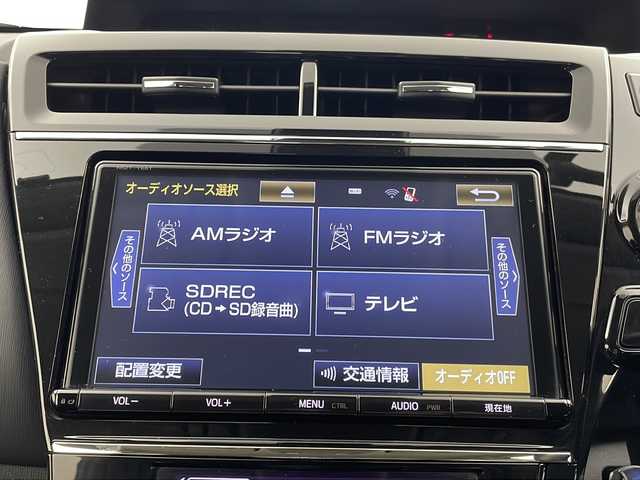 オーディオソース選択
AMラジオ
FMラジオ
その他のソース
その他のソース
SDREC
(CD➡SD録音曲)
テレビ
配置変更
交通情報
オーディオOFF
VOL−
VOL+
MENU CTRL
AUDIO PWR
現在地